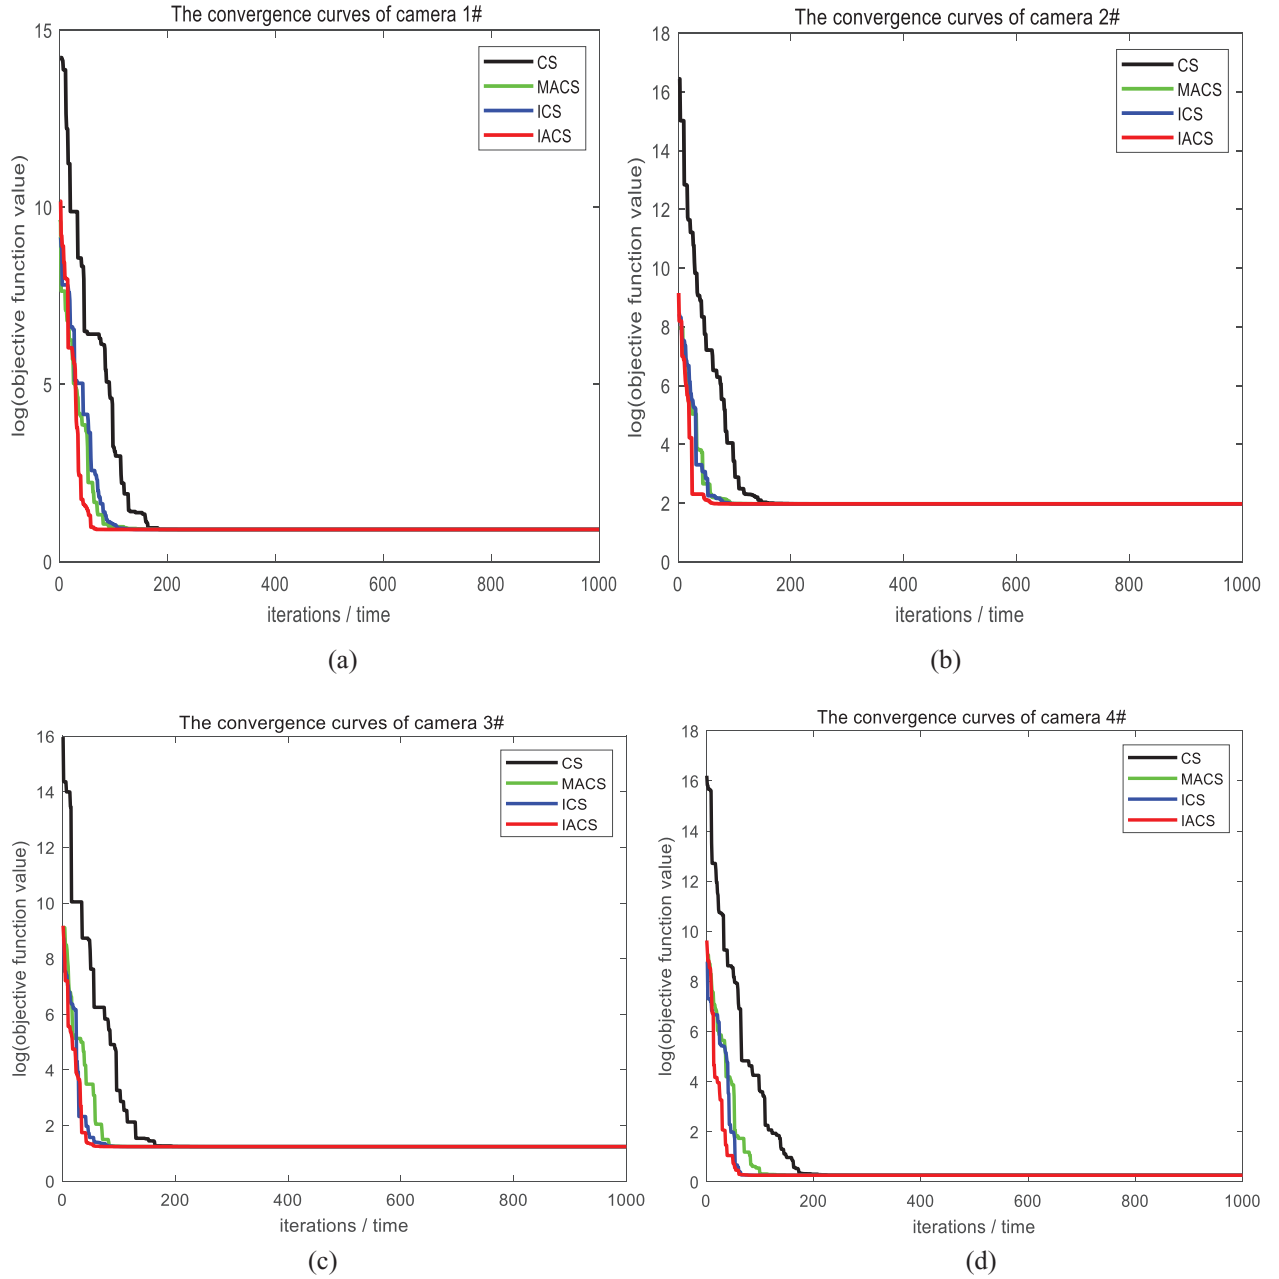 The convergence curves of camera 1#
15
10
5
0
log(objective function value)
CS
MACS
ICS
IACS
0 200 400 600 800 1000
iterations / time
(a)
The convergence curves of camera 2#
18
16
14
12
10
8
6
4
2
0
log(objective function value)
CS
MACS
ICS
IACS
0 200 400 600 800 1000
iterations / time
(b)
The convergence curves of camera 3#
16
14
12
10
8
6
4
2
0
log(objective function value)
CS
MACS
ICS
IACS
0 200 400 600 800 1000
iterations / time
(c)
The convergence curves of camera 4#
18
16
14
12
10
8
6
4
2
0
log(objective function value)
CS
MACS
ICS
IACS
0 200 400 600 800 1000
iterations / time
(d)